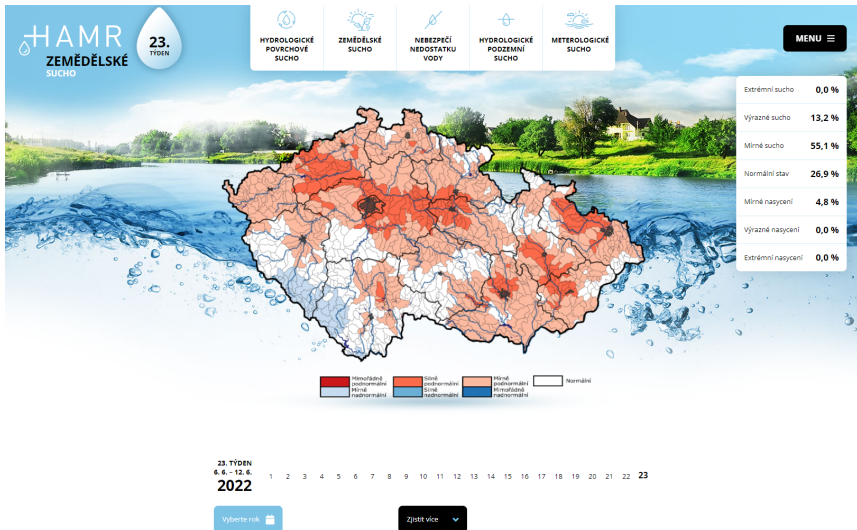 HAMR
ZEMĚDĚLSKÉ
SUCHO
23.
TÝDEN
HYDROLOGICKÉ
POVRCHOVÉ
SUCHO
ZEMĚDĚLSKÉ
SUCHO
NEBEZPEČÍ
NEDOSTATKU
VODY
HYDROLOGICKÉ
PODZEMNÍ
SUCHO
METEROLOGICKÉ
SUCHO
MENU
Extrémní sucho 0,0 %
Výrazné sucho 13,2 %
Mírné sucho 55,1 %
Normální stav 26,9 %
Mírné nasycení 4,8 %
Výrazné nasycení 0,0 %
Extrémní nasycení 0,0 %
Mimořádně
podnormální
Silně
podnormální
Mírně
podnormální
Normální
Mírně
nadnormální
Silně
nadnormální
Mimořádně
nadnormální
23. TÝDEN
6. 6. – 12. 6.
2022
1 2 3 4 5 6 7 8 9 10 11 12 13 14 15 16 17 18 19 20 21 22 23
Vyberte rok
Zjistit více